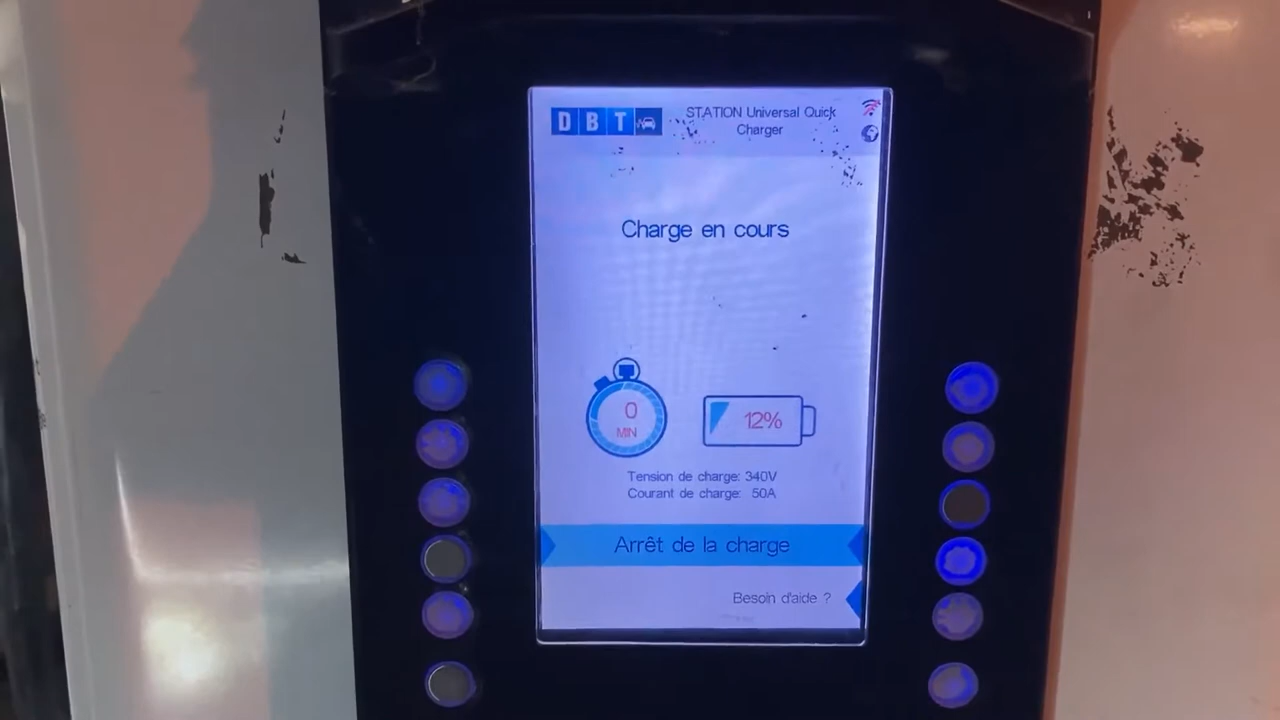 DBT
STATION Universal Quick
Charger
Charge en cours
0
MIN
12%
Tension de charge: 340V
Courant de charge: 50A
Arrêt de la charge
Besoin d'aide ?